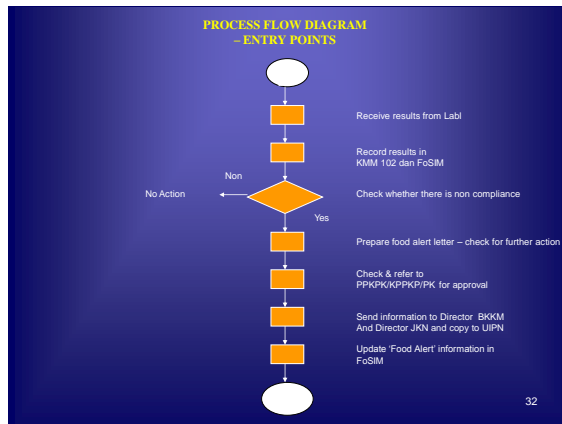 PROCESS FLOW DIAGRAM
– ENTRY POINTS
Receive results from Labl
Record results in
KMM 102 dan FoSIM
Non
No Action
Check whether there is non compliance
Yes
Prepare food alert letter – check for further action
Check & refer to
PPKPK/KPPKP/PK for approval
Send information to Director BKKM
And Director JKN and copy to UIPN
Update 'Food Alert' information in
FoSIM
32